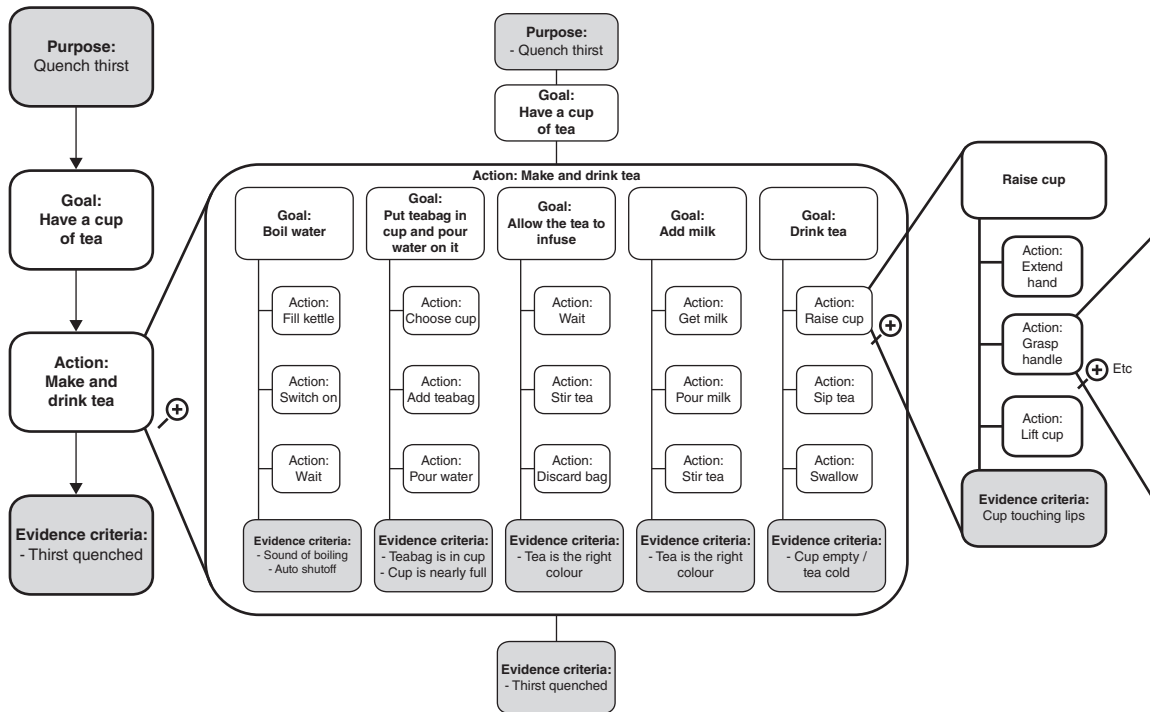 Purpose:
Quench thirst
Goal:
Have a cup
of tea
Action:
Make and
drink tea
Evidence criteria:
- Thirst quenched
Purpose:
- Quench thirst
Goal:
Have a cup
of tea
Action: Make and drink tea
Goal:
Boil water
Action:
Fill kettle
Action:
Switch on
Action:
Wait
Evidence criteria:
- Sound of boiling
- Auto shutoff
Goal:
Put teabag in
cup and pour
water on it
Action:
Choose cup
Action:
Add teabag
Action:
Pour water
Evidence criteria:
- Teabag is in cup
- Cup is nearly full
Goal:
Allow the tea to
infuse
Action:
Wait
Action:
Stir tea
Action:
Discard bag
Evidence criteria:
- Tea is the right
colour
Goal:
Add milk
Action:
Get milk
Action:
Pour milk
Action:
Stir tea
Evidence criteria:
- Tea is the right
colour
Goal:
Drink tea
Action:
Raise cup
Action:
Sip tea
Action:
Swallow
Evidence criteria:
- Cup empty /
tea cold
Evidence criteria:
- Thirst quenched
Raise cup
Action:
Extend
hand
Action:
Grasp
handle
Etc
Action:
Lift cup
Evidence criteria:
Cup touching lips